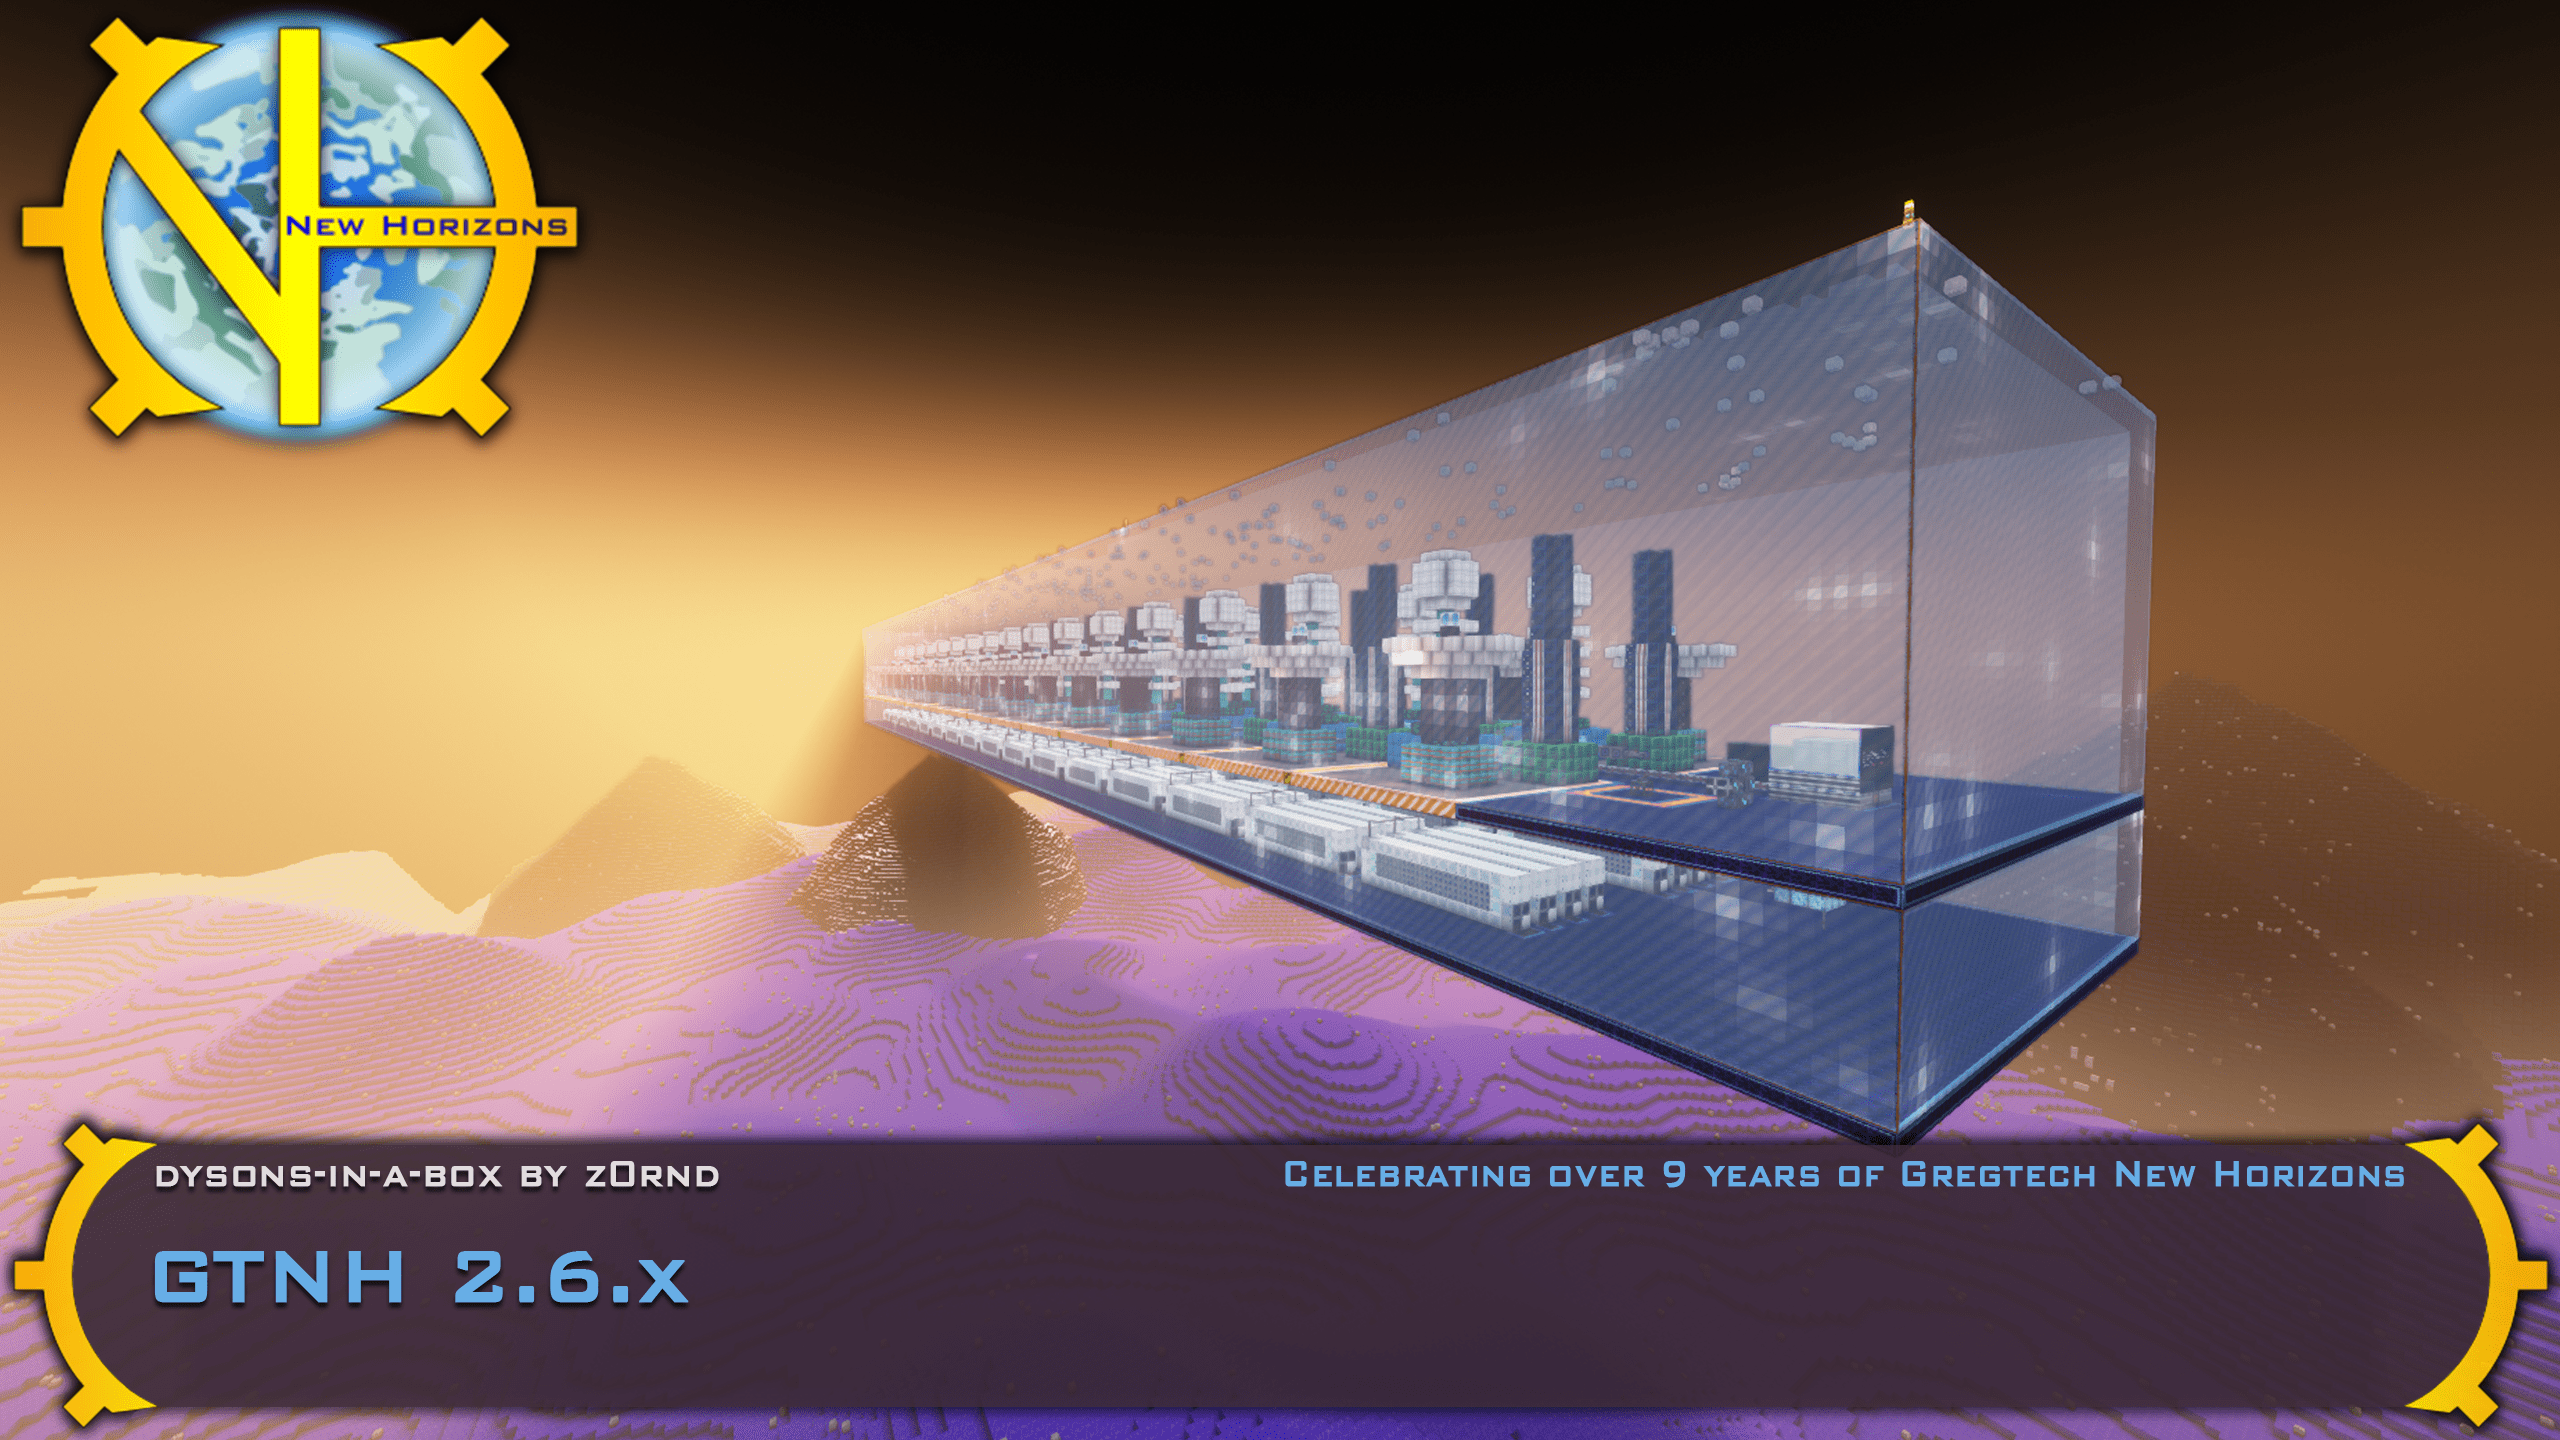 New Horizons
dysons-in-a-box by z0rnd
Celebrating over 9 years of Gregtech New Horizons
GTNH 2.6.x